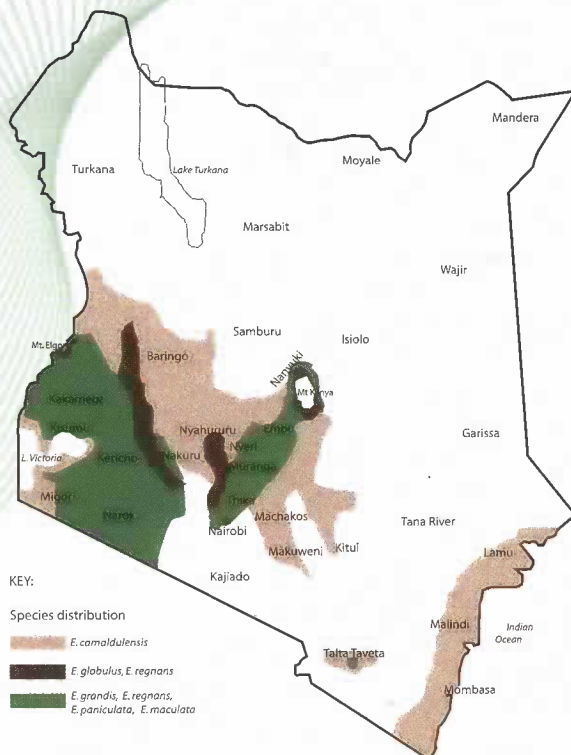 Mandera
Moyale
Turkana
Lake Turkana
Marsabit
Wajir
Samburu
Isiolo
Mt. Elgon
Baringo
Nanyuki
Mt Kenya
Kakamega
Nyahururu
Embu
Garissa
Kisumu
Nyeri
L. Victoria
Kericho
Nakuru
Muranga
Migori
Thika
Narok
Machakos
Tana River
Nairobi
Lamu
Makuweni
Kitui
Kajiado
KEY:
Malindi
Indian
Ocean
Species distribution
E. camaldulensis
Taita Taveta
E. globulus, E. regnans
Mombasa
E. grandis, E. regnans,
E. paniculata, E. maculata